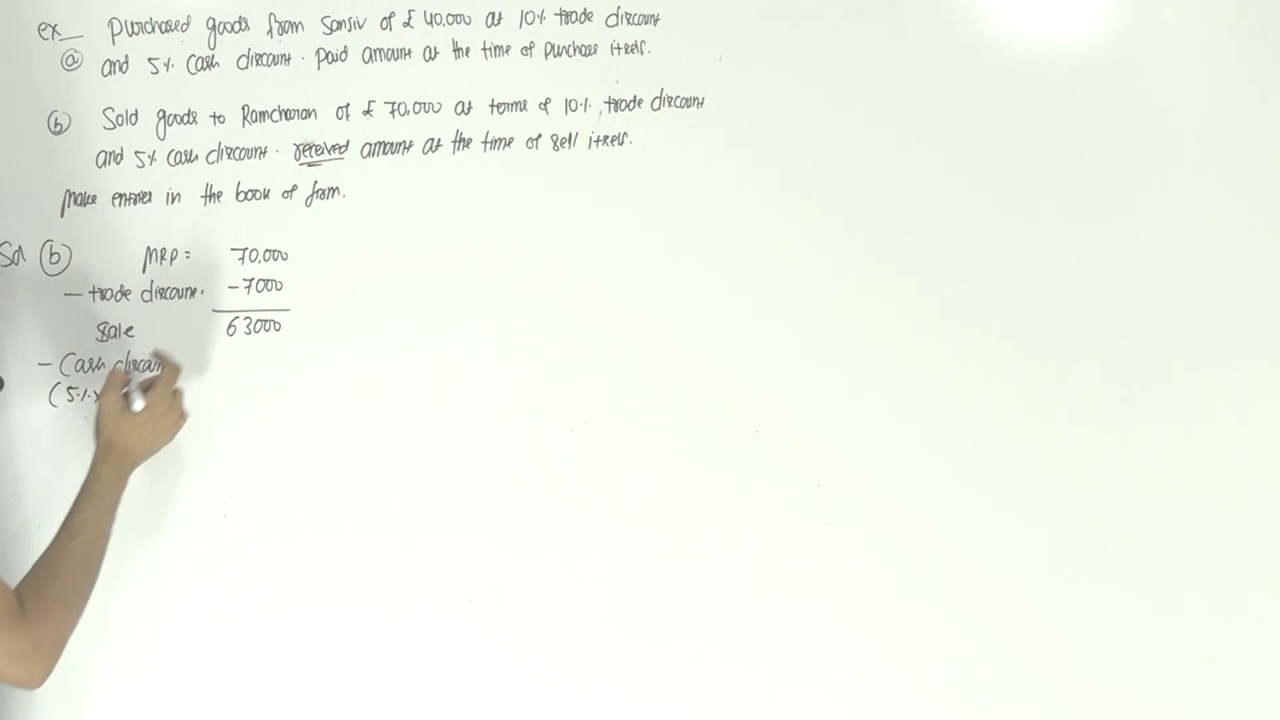 ex_ purchased goods from Sansiv of £ 40,000 at 10% trade discount
(a) and 5% cash discount. paid amount at the time of purchase itself.
(b) Sold goods to Ramcharan of £ 70,000 at terms of 10%, trade discount
and 5% cash discount. received amount at the time of sell itself.
Make entries in the book of from.
Sol (b) MRP = 70,000
- trade discount. - 7000
Sale 63000
- Cash discoun
(5%